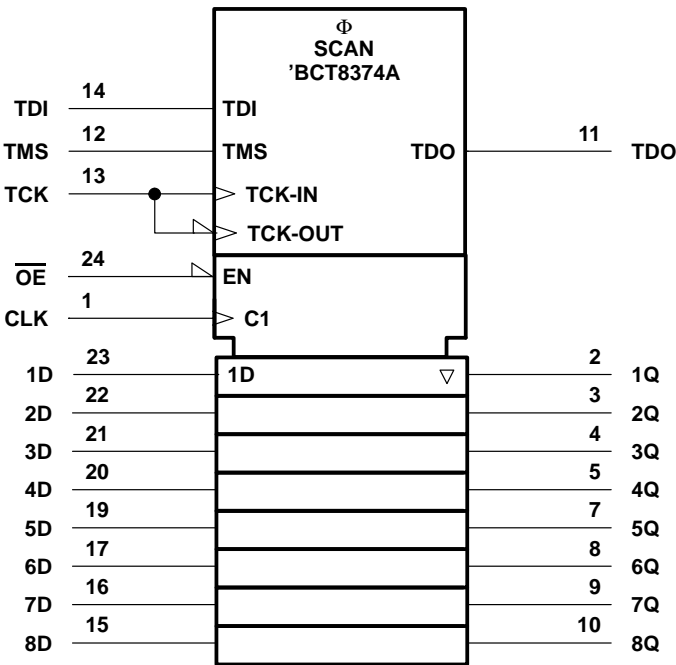 Φ
SCAN
’BCT8374A
TDI 14 TDI
TMS 12 TMS TDO 11 TDO
TCK 13 TCK-IN
TCK-OUT
OE 24 EN
CLK 1 C1
1D 23 1D 2 1Q
2D 22 3 2Q
3D 21 4 3Q
4D 20 5 4Q
5D 19 7 5Q
6D 17 8 6Q
7D 16 9 7Q
8D 15 10 8Q